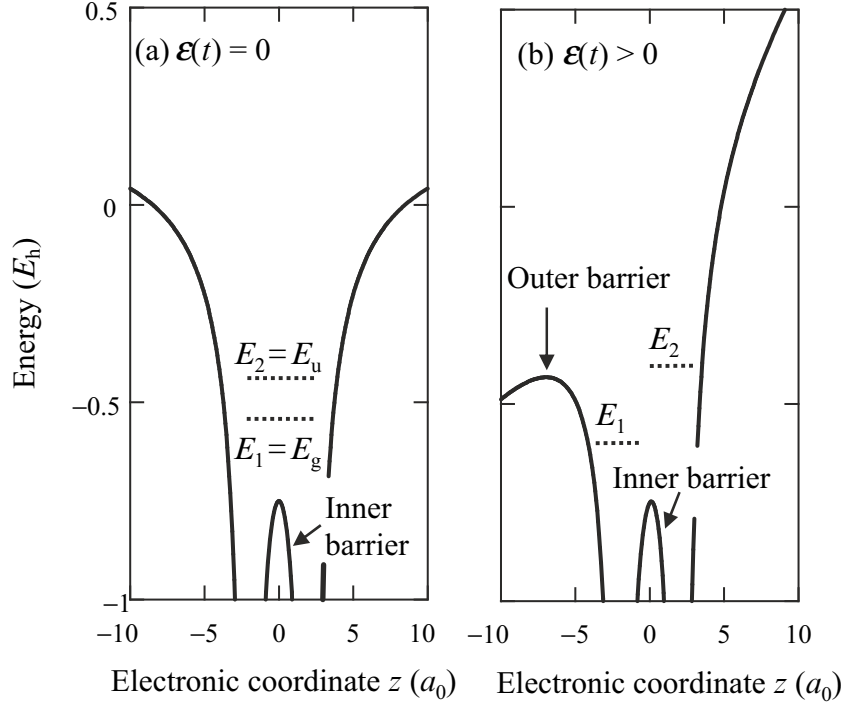 (a) 𝓔(t) = 0
0.5
0
−0.5
−1
Energy (Eh)
E2 = Eu
E1 = Eg
Inner
barrier
−10 −5 0 5 10
Electronic coordinate z (a0)
(b) 𝓔(t) > 0
Outer barrier
E2
E1
Inner barrier
−10 −5 0 5 10
Electronic coordinate z (a0)